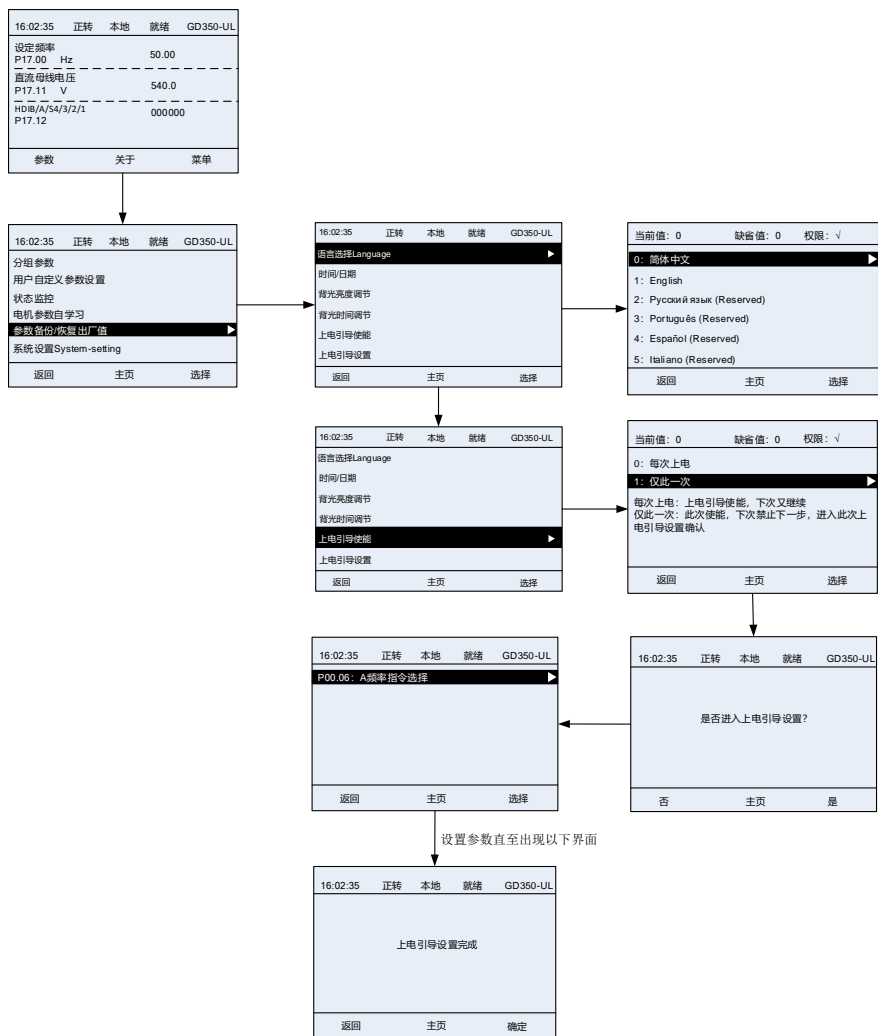 16:02:35 正转 本地 就绪 GD350-UL
设定频率
P17.00 Hz 50.00
直流母线电压
P17.11 V 540.0
HDIB/A/S4/3/2/1 000000
P17.12
参数 关于 菜单
16:02:35 正转 本地 就绪 GD350-UL
分组参数
用户自定义参数设置
状态监控
电机参数自学习
参数备份/恢复出厂值
系统设置System-setting
返回 主页 选择
16:02:35 正转 本地 就绪 GD350-UL
语言选择Language
时间/日期
背光亮度调节
背光时间调节
上电引导使能
上电引导设置
返回 主页 选择
当前值：0 缺省值：0 权限：√
0：简体中文
1：English
2：Русский язык (Reserved)
3：Português (Reserved)
4：Español (Reserved)
5：Italiano (Reserved)
返回 主页 选择
16:02:35 正转 本地 就绪 GD350-UL
语言选择Language
时间/日期
背光亮度调节
背光时间调节
上电引导使能
上电引导设置
返回 主页 选择
当前值：0 缺省值：0 权限：√
0：每次上电
1：仅此一次
每次上电：上电引导使能，下次又继续
仅此一次：此次使能，下次禁止下一步，进入此次上
电引导设置确认
返回 主页 选择
16:02:35 正转 本地 就绪 GD350-UL
是否进入上电引导设置？
否 主页 是
16:02:35 正转 本地 就绪 GD350-UL
P00.06：A频率指令选择
返回 主页 选择
设置参数直至出现以下界面
16:02:35 正转 本地 就绪 GD350-UL
上电引导设置完成
返回 主页 确定